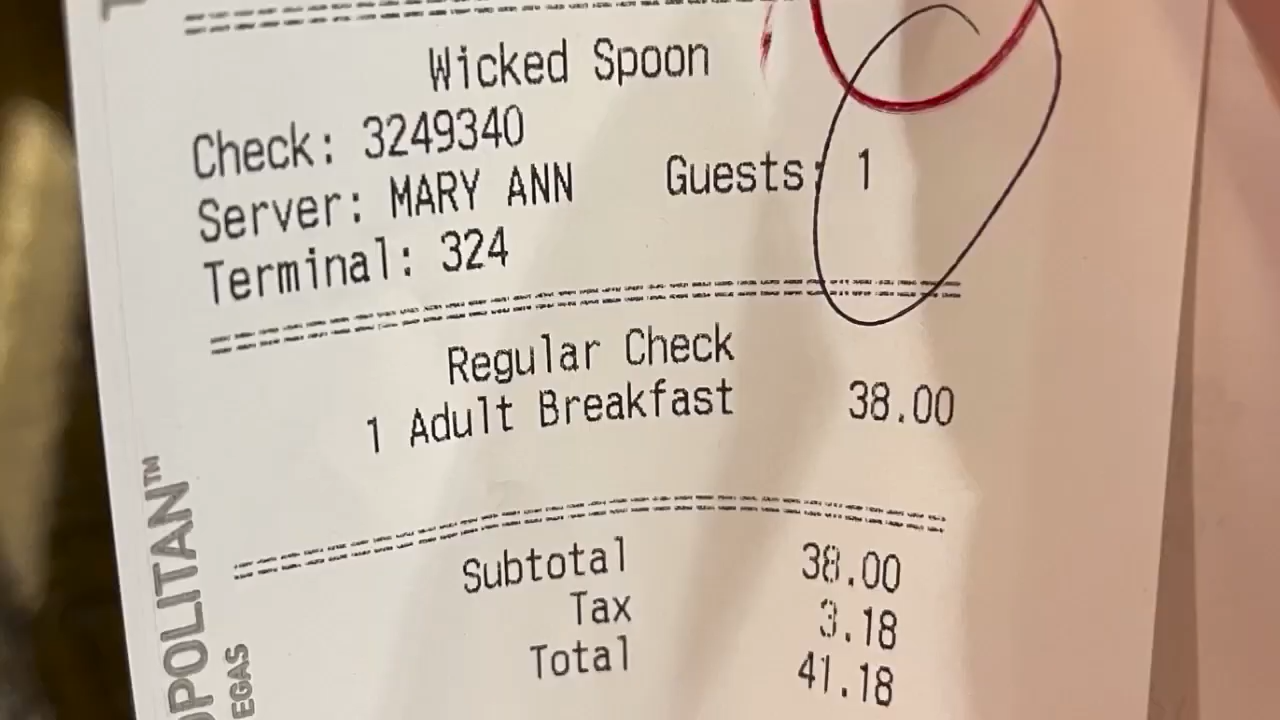 Wicked Spoon
Check: 3249340
Server: MARY ANN Guests: 1
Terminal: 324
Regular Check
1 Adult Breakfast 38.00
Subtotal 38.00
Tax 3.18
Total 41.18
OPOLITAN™
EGAS